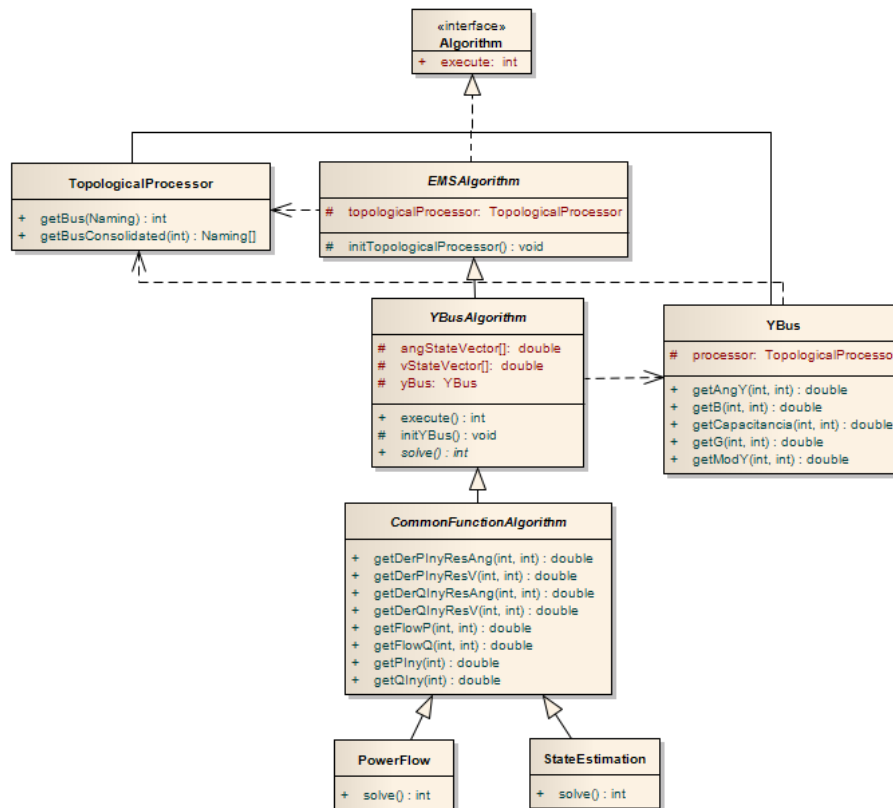 «interface»
Algorithm
+ execute: int
TopologicalProcessor
+ getBus(Naming) : int
+ getBusConsolidated(int) : Naming[]
EMSAlgorithm
# topologicalProcessor: TopologicalProcessor
# initTopologicalProcessor() : void
YBusAlgorithm
# angStateVector[]: double
# vStateVector[]: double
# yBus: YBus
+ execute() : int
# initYBus() : void
+ solve() : int
YBus
# processor: TopologicalProcesso
+ getAngY(int, int) : double
+ getB(int, int) : double
+ getCapacitancia(int, int) : double
+ getG(int, int) : double
+ getModY(int, int) : double
CommonFunctionAlgorithm
+ getDerPInyResAng(int, int) : double
+ getDerPInyResV(int, int) : double
+ getDerQInyResAng(int, int) : double
+ getDerQInyResV(int, int) : double
+ getFlowP(int, int) : double
+ getFlowQ(int, int) : double
+ getPIny(int) : double
+ getQIny(int) : double
PowerFlow
+ solve() : int
StateEstimation
+ solve() : int